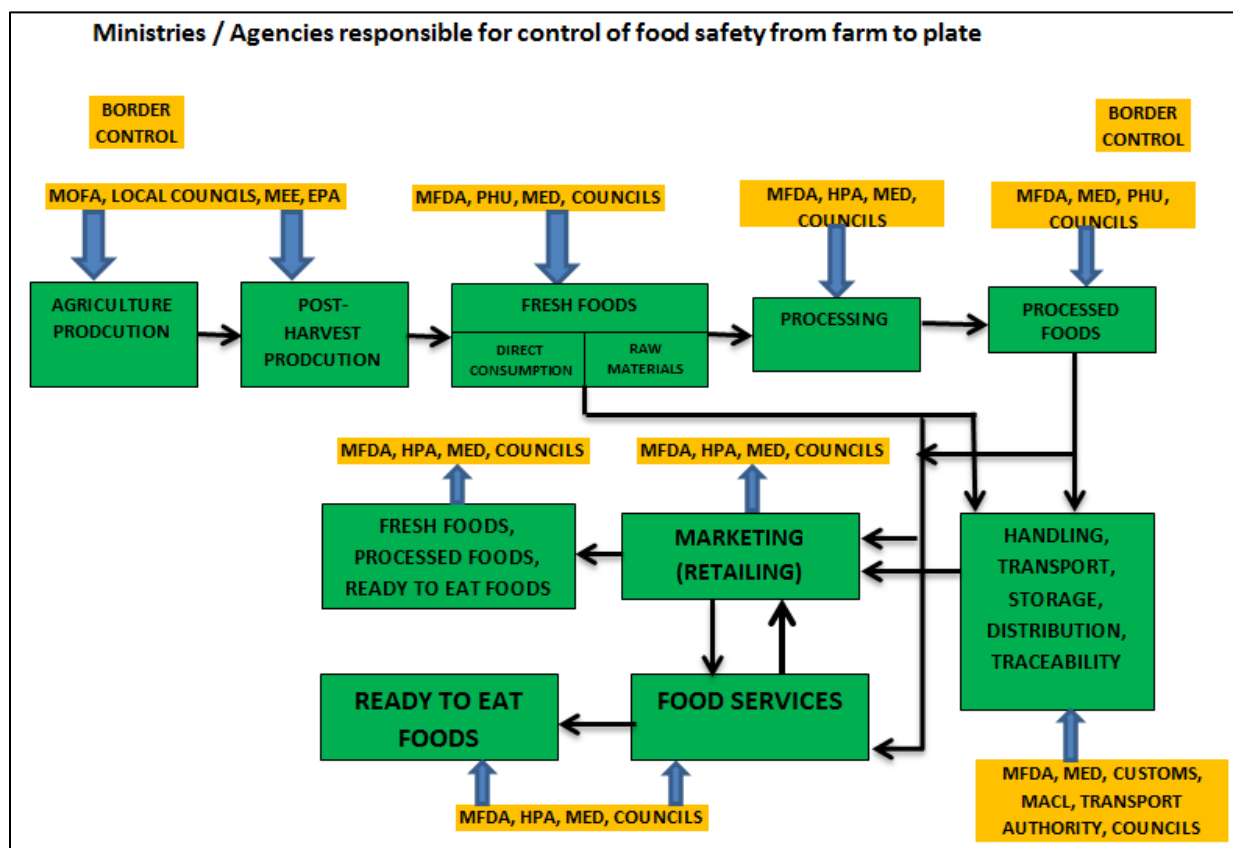 Ministries / Agencies responsible for control of food safety from farm to plate
BORDER
CONTROL
BORDER
CONTROL
MOFA, LOCAL COUNCILS, MEE, EPA
MFDA, PHU, MED, COUNCILS
MFDA, HPA, MED,
COUNCILS
MFDA, MED, PHU,
COUNCILS
AGRICULTURE
PRODCUTION
POST-
HARVEST
PRODCUTION
FRESH FOODS
DIRECT
CONSUMPTION
RAW
MATERIALS
PROCESSING
PROCESSED
FOODS
MFDA, HPA, MED, COUNCILS
MFDA, HPA, MED, COUNCILS
FRESH FOODS,
PROCESSED FOODS,
READY TO EAT FOODS
MARKETING
(RETAILING)
HANDLING,
TRANSPORT,
STORAGE,
DISTRIBUTION,
TRACEABILITY
READY TO EAT
FOODS
FOOD SERVICES
MFDA, HPA, MED, COUNCILS
MFDA, MED, CUSTOMS,
MACL, TRANSPORT
AUTHORITY, COUNCILS